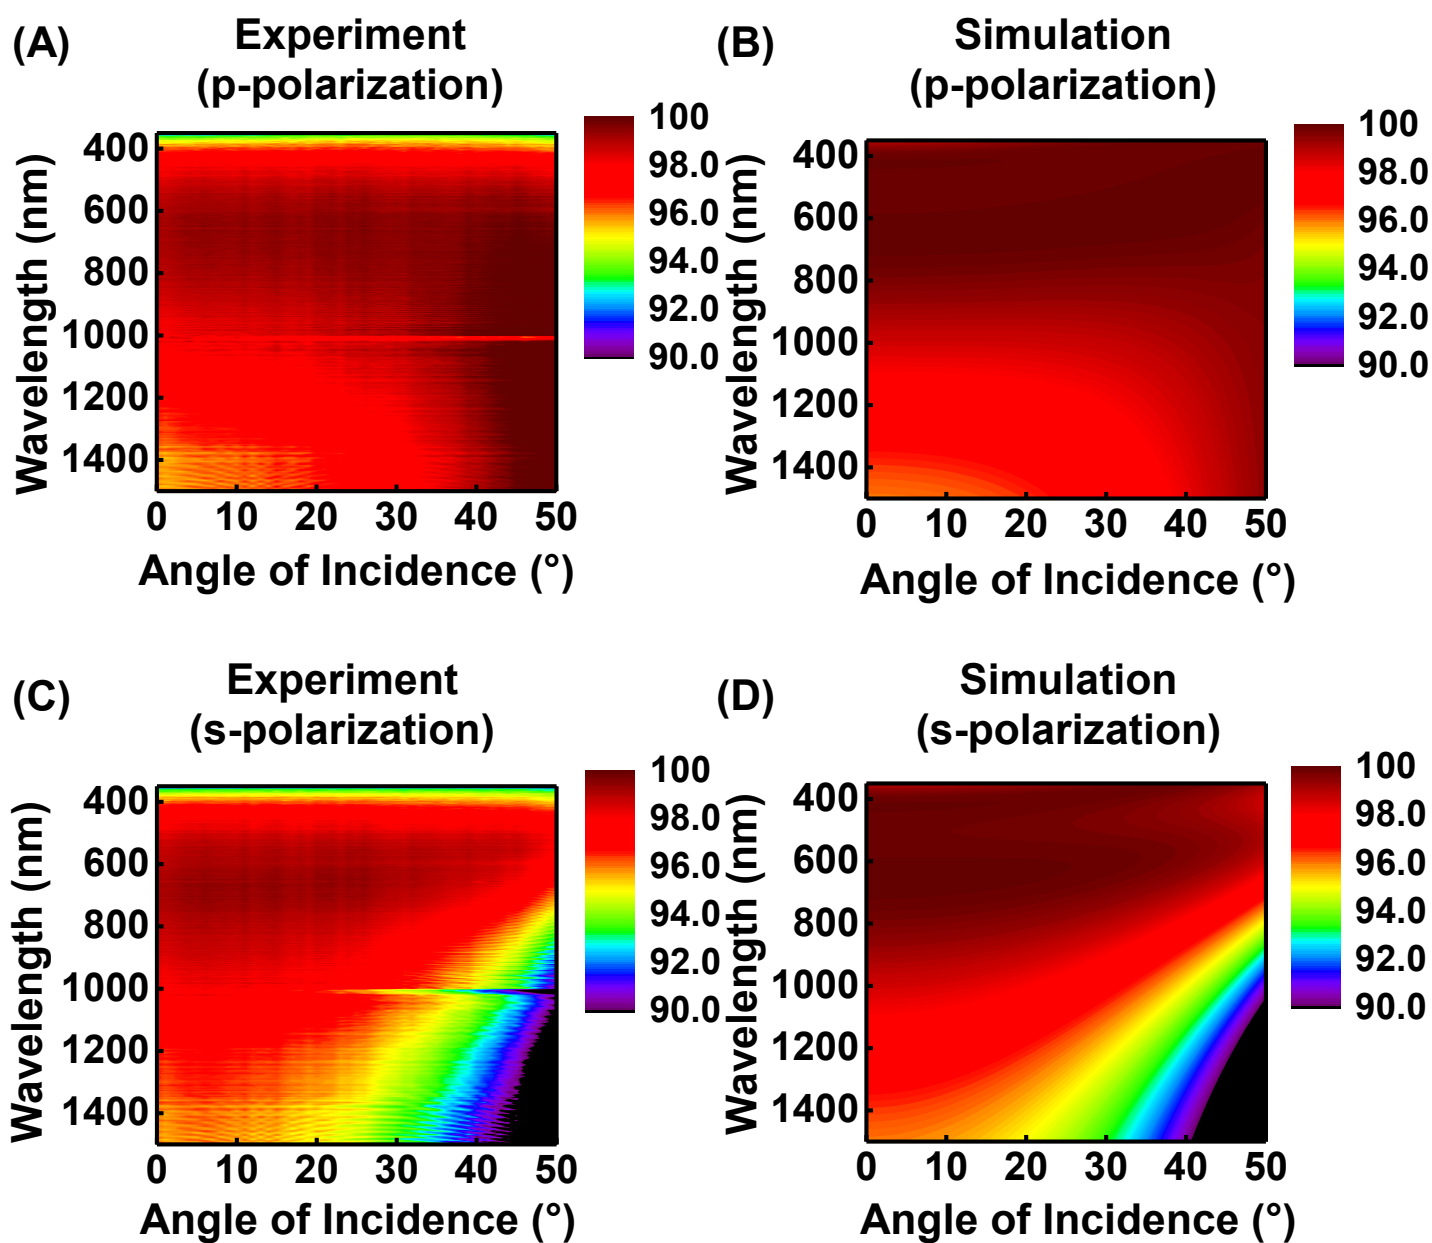 (A)
Experiment
(p-polarization)
Wavelength (nm)
400
600
800
1000
1200
1400
0 10 20 30 40 50
Angle of Incidence (°)
100
98.0
96.0
94.0
92.0
90.0
(B)
Simulation
(p-polarization)
Wavelength (nm)
400
600
800
1000
1200
1400
0 10 20 30 40 50
Angle of Incidence (°)
100
98.0
96.0
94.0
92.0
90.0
(C)
Experiment
(s-polarization)
Wavelength (nm)
400
600
800
1000
1200
1400
0 10 20 30 40 50
Angle of Incidence (°)
100
98.0
96.0
94.0
92.0
90.0
(D)
Simulation
(s-polarization)
Wavelength (nm)
400
600
800
1000
1200
1400
0 10 20 30 40 50
Angle of Incidence (°)
100
98.0
96.0
94.0
92.0
90.0